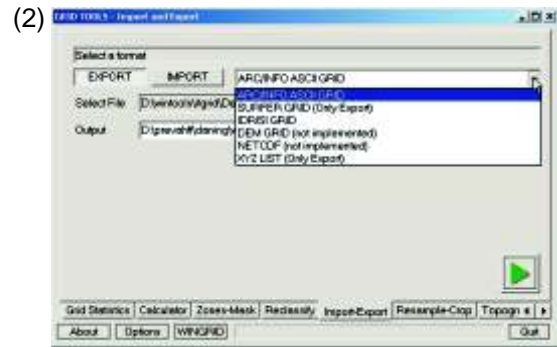 (2)
GRID TOOLS - Import and Export
Select a format
EXPORT IMPORT ARC/INFO ASCII GRID
ARC/INFO ASCII GRID
Select File
SURFER GRID (Only Export)
IDRISI GRID
Output
DEM GRID (not implemented)
NETCDF (not implemented)
XYZ LIST (Only Export)
Grid Statistics Calculator Zones-Mask Reclassify Import-Export Resample-Crop Topogr
About Options WINGRID Quit